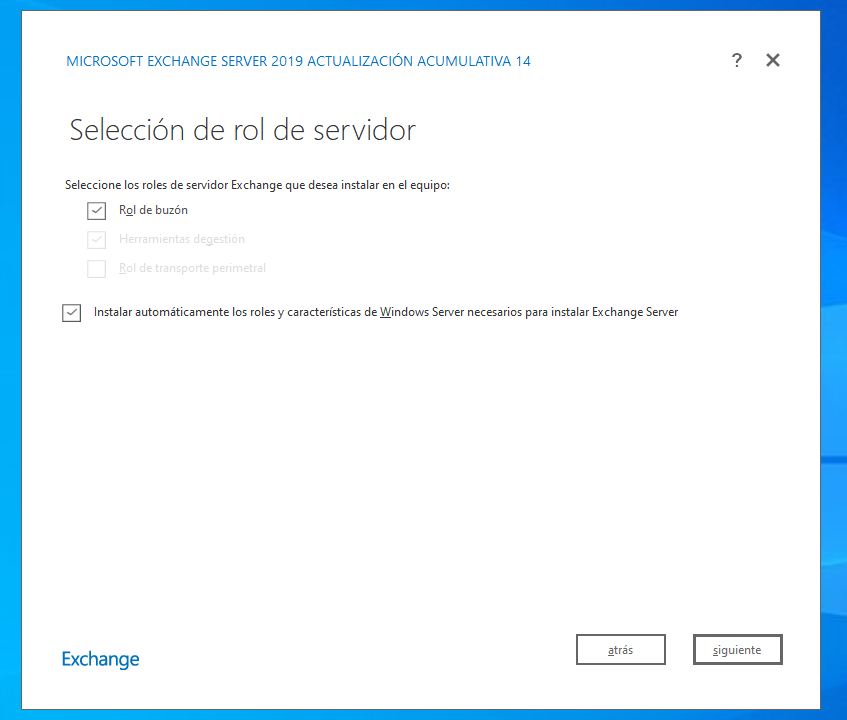 MICROSOFT EXCHANGE SERVER 2019 ACTUALIZACIÓN ACUMULATIVA 14
?
Selección de rol de servidor
Seleccione los roles de servidor Exchange que desea instalar en el equipo:
Rol de buzón
Herramientas degestión
Rol de transporte perimetral
Instalar automáticamente los roles y características de Windows Server necesarios para instalar Exchange Server
Exchange
atrás
siguiente